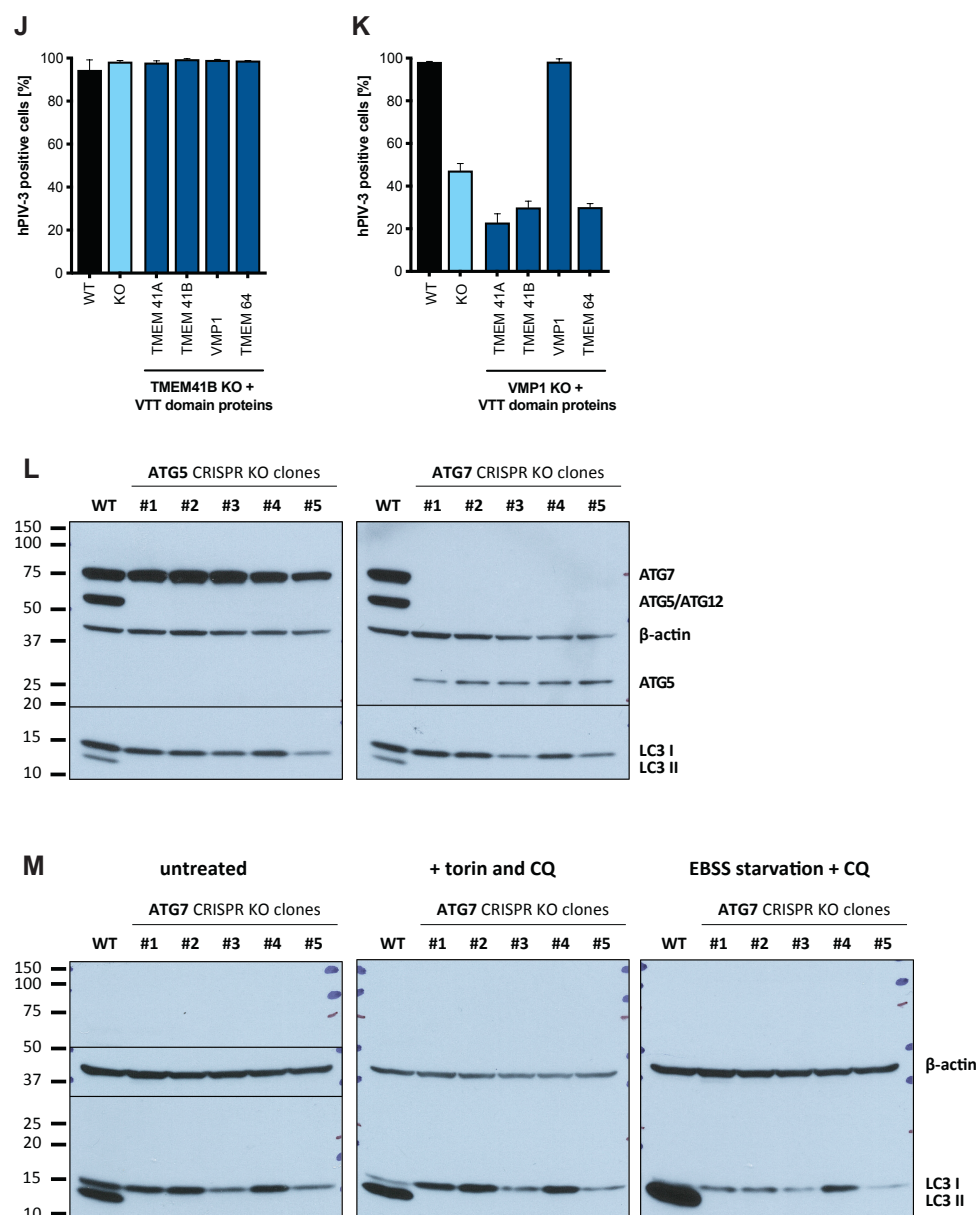 J
hPIV-3 positive cells [%]
100
80
60
40
20
0
WT
KO
TMEM 41A
TMEM 41B
VMP1
TMEM 64
TMEM41B KO +
VTT domain proteins
K
hPIV-3 positive cells [%]
100
80
60
40
20
0
WT
KO
TMEM 41A
TMEM 41B
VMP1
TMEM 64
VMP1 KO +
VTT domain proteins
L
ATG5 CRISPR KO clones
ATG7 CRISPR KO clones
WT #1 #2 #3 #4 #5
WT #1 #2 #3 #4 #5
150
100
75
50
37
25
20
15
10
ATG7
ATG5/ATG12
β-actin
ATG5
LC3 I
LC3 II
M
untreated
+ torin and CQ
EBSS starvation + CQ
ATG7 CRISPR KO clones
ATG7 CRISPR KO clones
ATG7 CRISPR KO clones
WT #1 #2 #3 #4 #5
WT #1 #2 #3 #4 #5
WT #1 #2 #3 #4 #5
150
100
75
50
37
25
20
15
10
β-actin
LC3 I
LC3 II